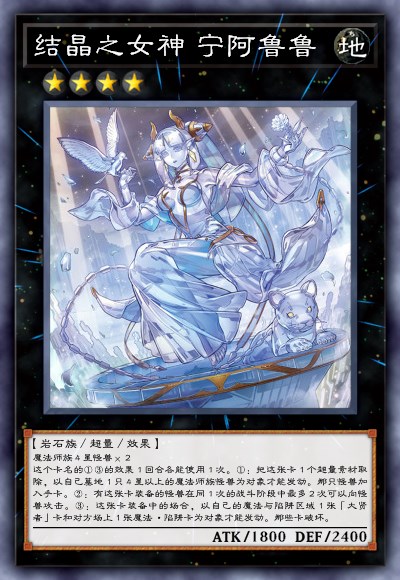 结晶之女神 宁阿鲁鲁
地
【岩石族／超量／效果】
魔法师族4星怪兽×2
这个卡名的①③的效果1回合各能使用1次。①：把这张卡1个超量素材取
除，以自己墓地1只4星以上的魔法师族怪兽为对象才能发动。那只怪兽加
入手卡。②：有这张卡装备的怪兽在同1次的战斗阶段中最多2次可以向怪
兽攻击。③：这张卡装备中的场合，以自己的魔法与陷阱区域1张「大贤
者」卡和对方场上1张魔法·陷阱卡为对象才能发动。那些卡破坏。
ATK/1800 DEF/2400